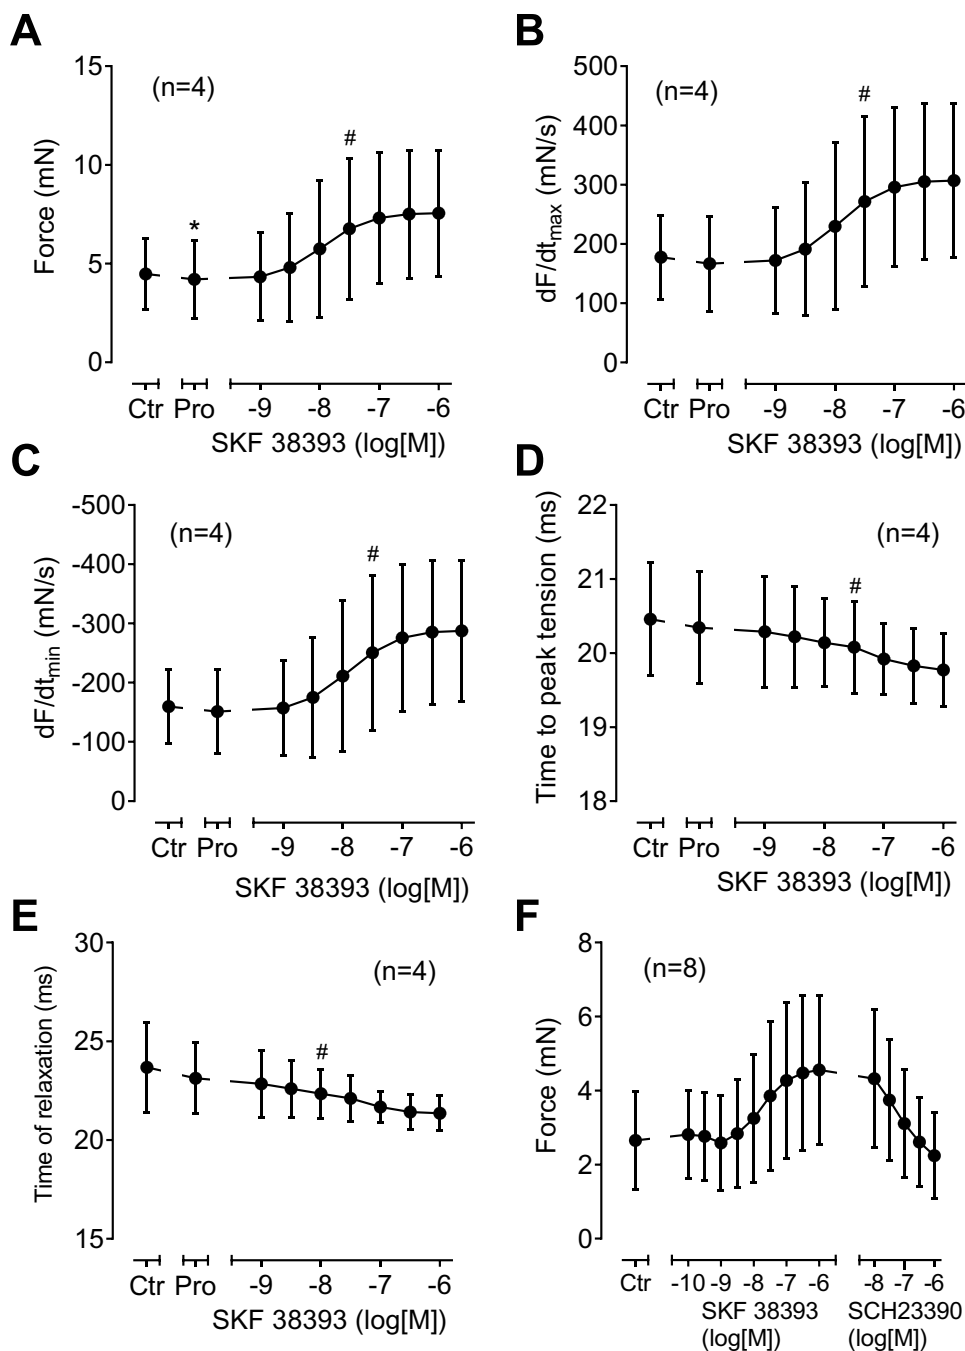 A
15
10
5
0
Force (mN)
(n=4)
*
#
Ctr Pro -9 -8 -7 -6
SKF 38393 (log[M])
B
500
400
300
200
100
0
dF/dtmax (mN/s)
(n=4)
#
Ctr Pro -9 -8 -7 -6
SKF 38393 (log[M])
C
-500
-400
-300
-200
-100
0
dF/dtmin (mN/s)
(n=4)
#
Ctr Pro -9 -8 -7 -6
SKF 38393 (log[M])
D
22
21
20
19
18
Time to peak tension (ms)
(n=4)
#
Ctr Pro -9 -8 -7 -6
SKF 38393 (log[M])
E
30
25
20
15
Time of relaxation (ms)
(n=4)
#
Ctr Pro -9 -8 -7 -6
SKF 38393 (log[M])
F
8
6
4
2
0
Force (mN)
(n=8)
Ctr -10 -9 -8 -7 -6 -8 -7 -6
SKF 38393
(log[M])
SCH23390
(log[M])